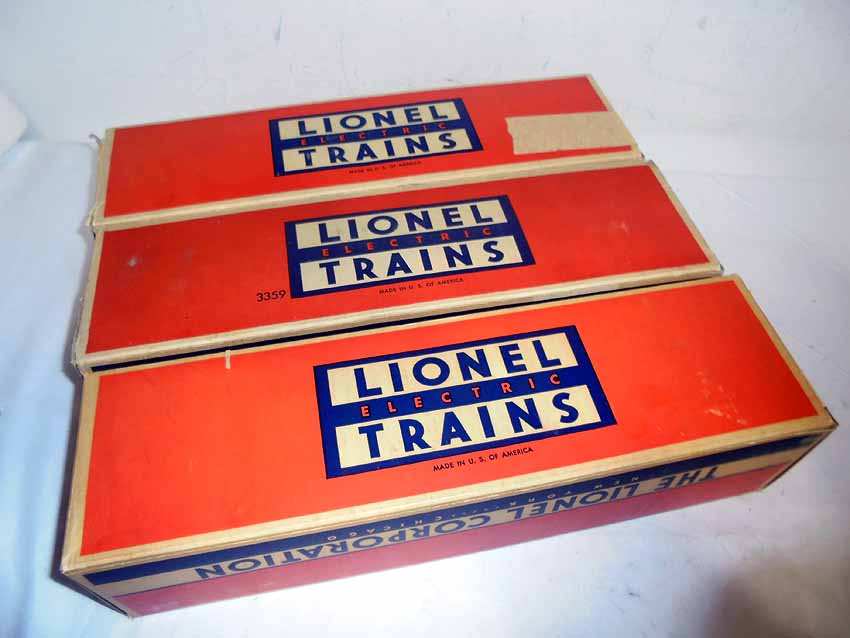 LIONEL
ELECTRIC
TRAINS
MADE IN U. S. OF AMERICA
LIONEL
ELECTRIC
TRAINS
3359
MADE IN U. S. OF AMERICA
LIONEL
ELECTRIC
TRAINS
MADE IN U. S. OF AMERICA
THE LIONEL CORPORATION
NEW YORK ····· CHICAGO